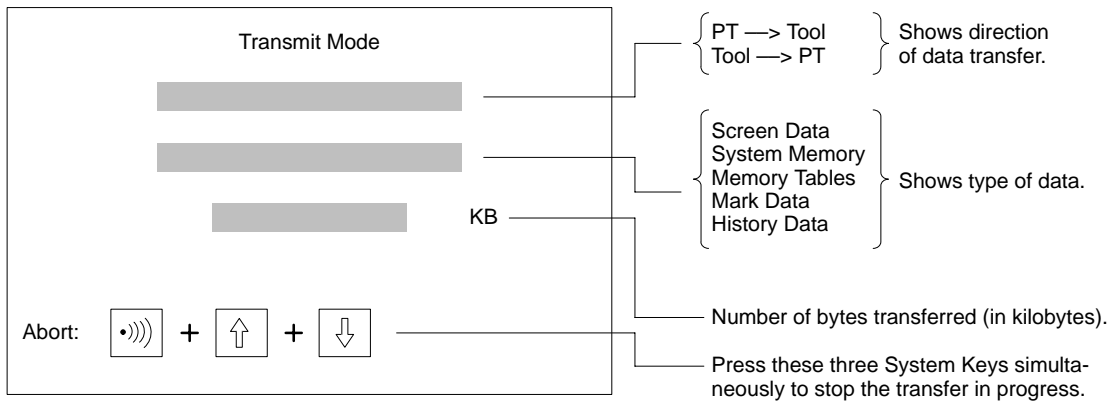 Transmit Mode
PT —> Tool
Tool —> PT
Shows direction
of data transfer.
Screen Data
System Memory
Memory Tables
Mark Data
History Data
Shows type of data.
KB
Number of bytes transferred (in kilobytes).
Abort:
+
+
Press these three System Keys simulta-
neously to stop the transfer in progress.